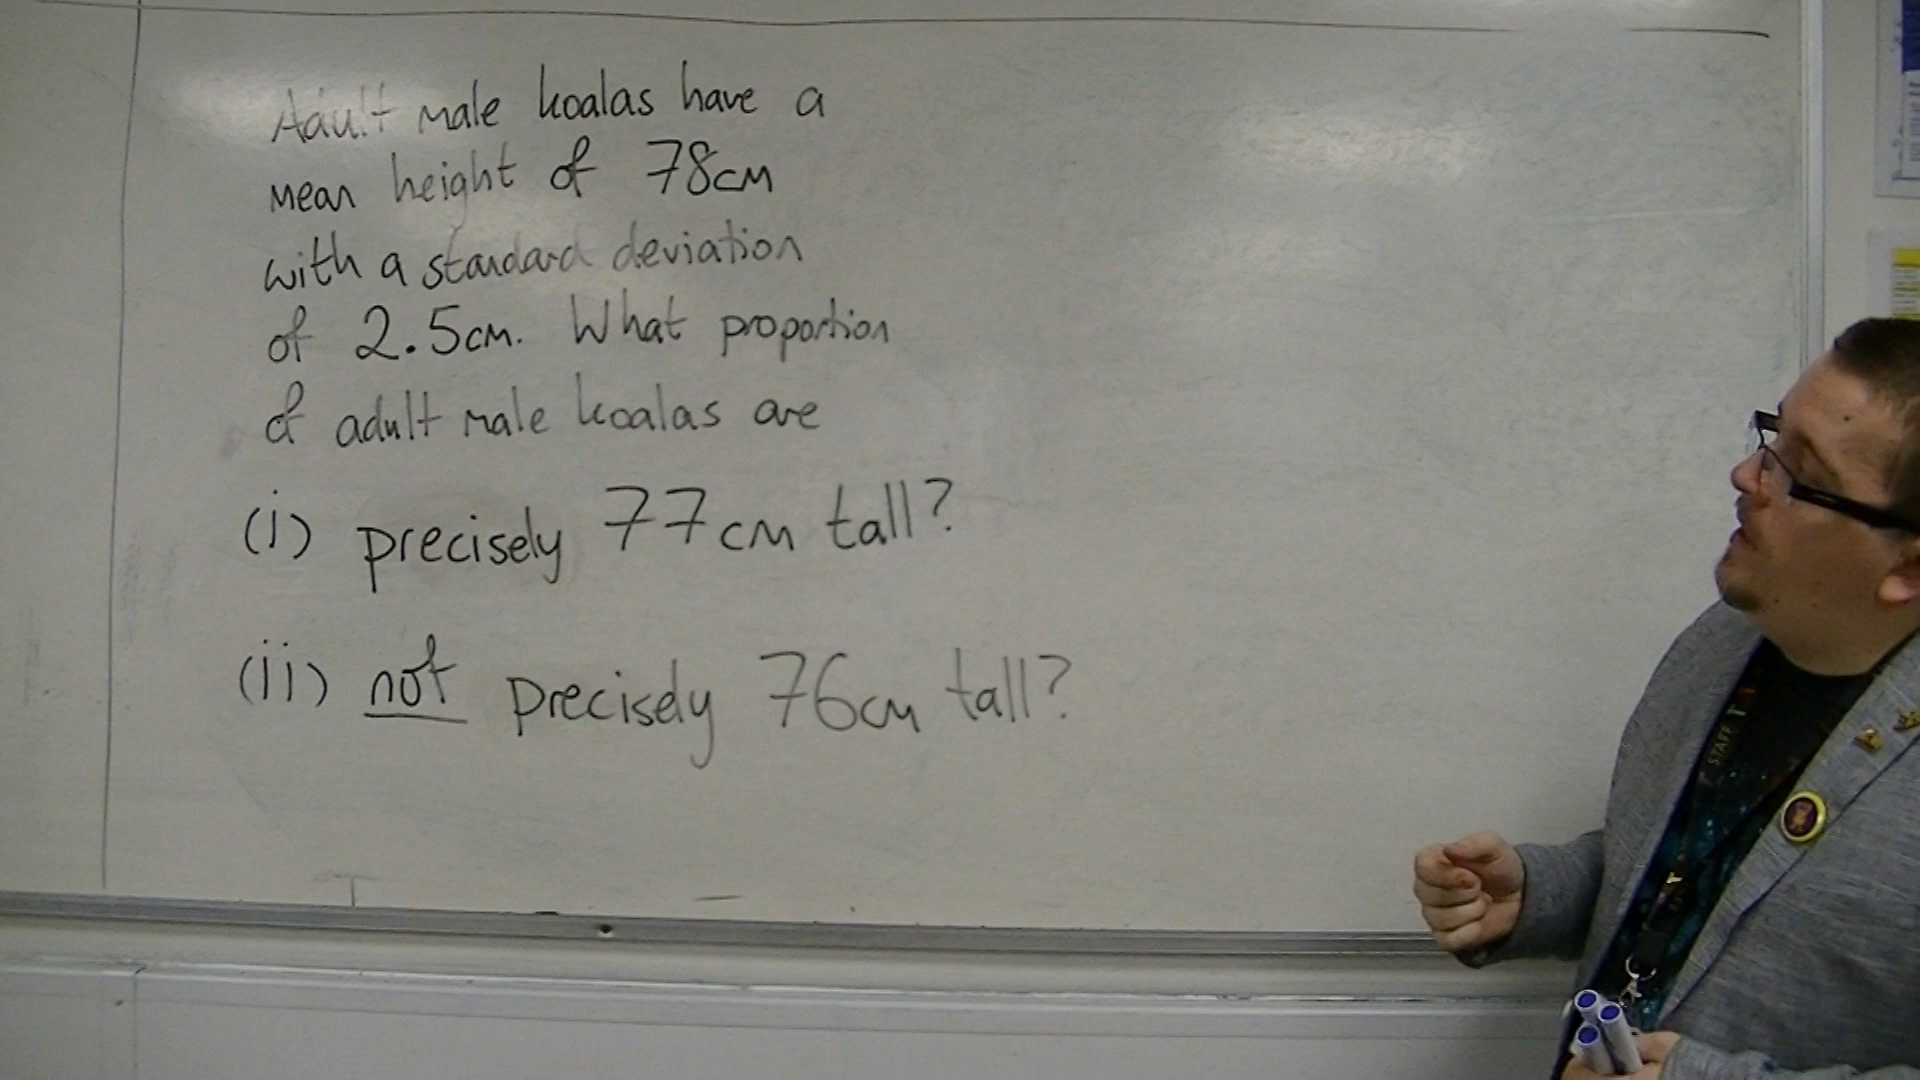 Adult male koalas have a
mean height of 78cm
with a standard deviation
of 2.5cm. What proportion
of adult male koalas are
(i) precisely 77cm tall?
(ii) not precisely 76cm tall?
STAFF